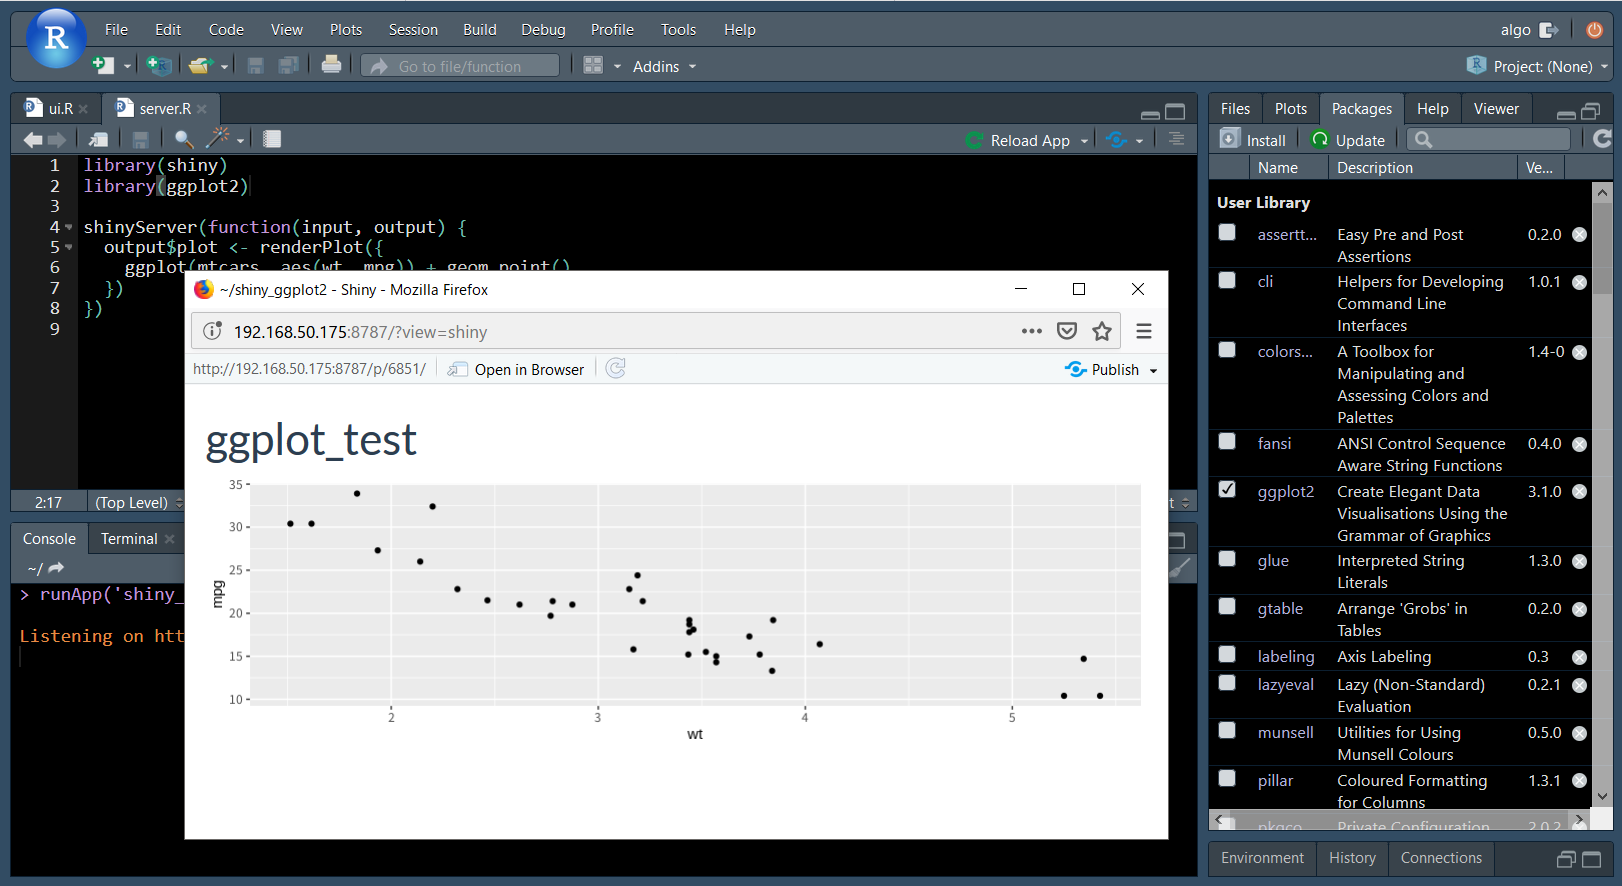 R File Edit Code View Plots Session Build Debug Profile Tools Help algo
Go to file/function Addins Project: (None)
ui.R server.R
Reload App
1 library(shiny)
2 library(ggplot2)
3
4 shinyServer(function(input, output) {
5 output$plot <- renderPlot({
6 ggplot(mtcars, aes(wt, mpg)) + geom_point()
7 })
8 })
9
2:17 (Top Level)
t
Console Terminal
~/
> runApp('shiny_
Listening on htt
~/shiny_ggplot2 - Shiny - Mozilla Firefox
192.168.50.175:8787/?view=shiny
http://192.168.50.175:8787/p/6851/ Open in Browser Publish
ggplot_test
35
30
25
20
15
10
mpg
2 3 4 5
wt
Files Plots Packages Help Viewer
Install Update
Name Description Ve...
User Library
assertt... Easy Pre and Post 0.2.0
Assertions
cli Helpers for Developing 1.0.1
Command Line
Interfaces
colors... A Toolbox for 1.4-0
Manipulating and
Assessing Colors and
Palettes
fansi ANSI Control Sequence 0.4.0
Aware String Functions
ggplot2 Create Elegant Data 3.1.0
Visualisations Using the
Grammar of Graphics
glue Interpreted String 1.3.0
Literals
gtable Arrange 'Grobs' in 0.2.0
Tables
labeling Axis Labeling 0.3
lazyeval Lazy (Non-Standard) 0.2.1
Evaluation
munsell Utilities for Using 0.5.0
Munsell Colours
pillar Coloured Formatting 1.3.1
for Columns
pkgco Private Configuration 2.0.2
Environment History Connections